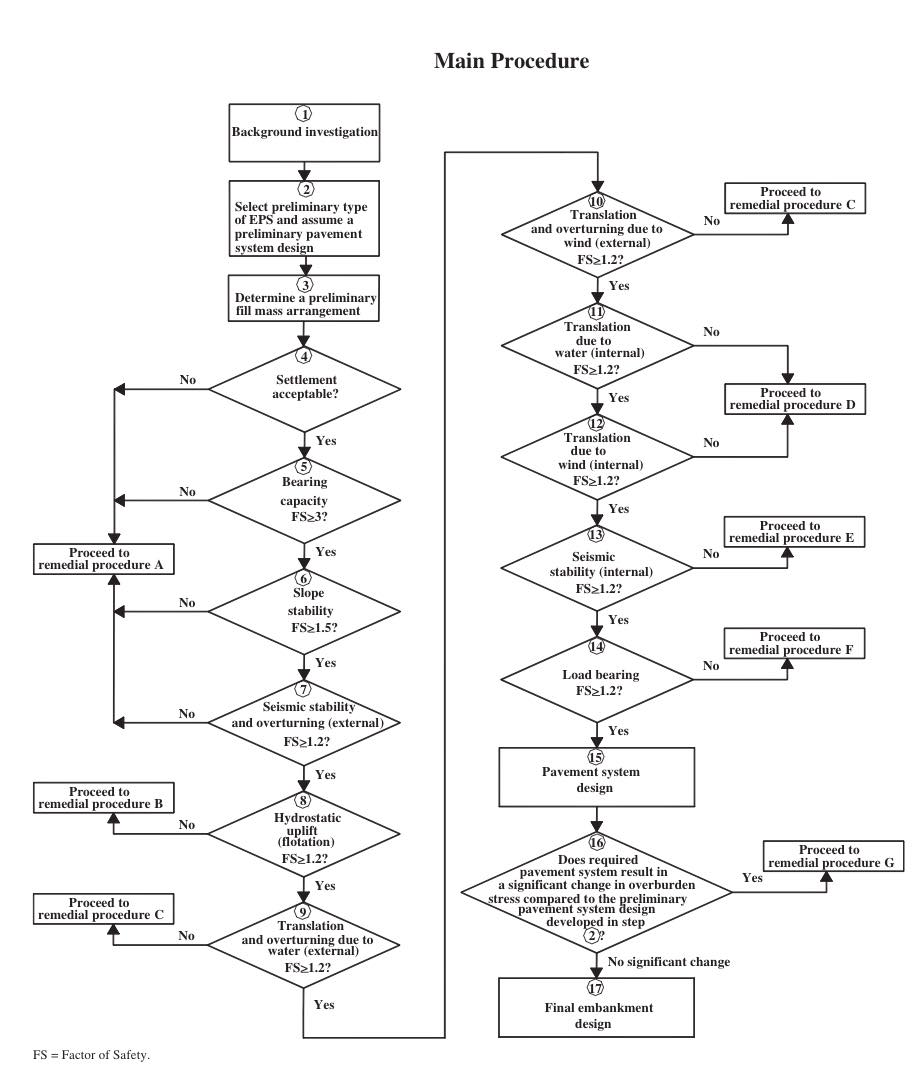 Main Procedure
1
Background investigation
2
Select preliminary type
of EPS and assume a
preliminary pavement
system design
3
Determine a preliminary
fill mass arrangement
4
Settlement
acceptable?
No
Yes
5
Bearing
capacity
FS≥3?
No
Yes
Proceed to
remedial procedure A
6
Slope
stability
FS≥1.5?
No
Yes
7
Seismic stability
and overturning (external)
FS≥1.2?
No
Yes
8
Hydrostatic
uplift
(flotation)
FS≥1.2?
No
Proceed to
remedial procedure B
Yes
9
Translation
and overturning due to
water (external)
FS≥1.2?
No
Proceed to
remedial procedure C
Yes
10
Translation
and overturning due to
wind (external)
FS≥1.2?
No
Proceed to
remedial procedure C
Yes
11
Translation
due to
water (internal)
FS≥1.2?
No
Proceed to
remedial procedure D
Yes
12
Translation
due to
wind (internal)
FS≥1.2?
No
Yes
13
Seismic
stability (internal)
FS≥1.2?
No
Proceed to
remedial procedure E
Yes
14
Load bearing
FS≥1.2?
No
Proceed to
remedial procedure F
Yes
15
Pavement system
design
16
Does required
pavement system result in
a significant change in overburden
stress compared to the preliminary
pavement system design
developed in step
2?
Yes
Proceed to
remedial procedure G
No significant change
17
Final embankment
design
FS = Factor of Safety.